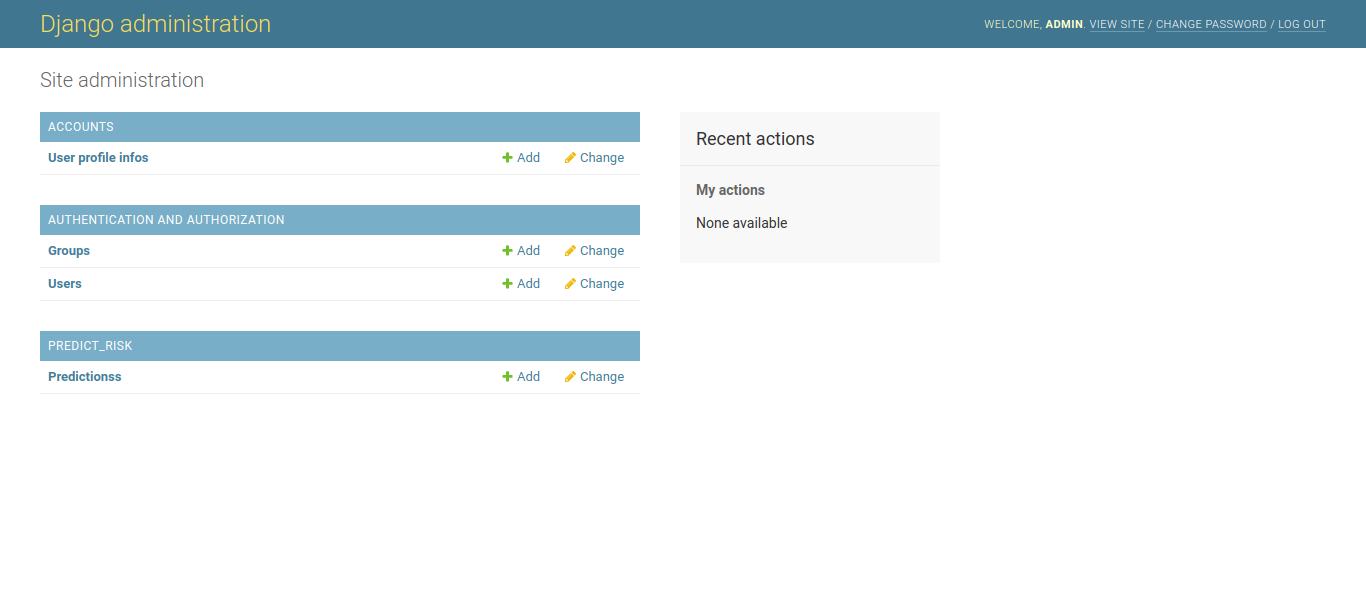 Django administration
WELCOME, ADMIN. VIEW SITE / CHANGE PASSWORD / LOG OUT
Site administration
ACCOUNTS
User profile infos Add Change
AUTHENTICATION AND AUTHORIZATION
Groups Add Change
Users Add Change
PREDICT_RISK
Predictionss Add Change
Recent actions
My actions
None available